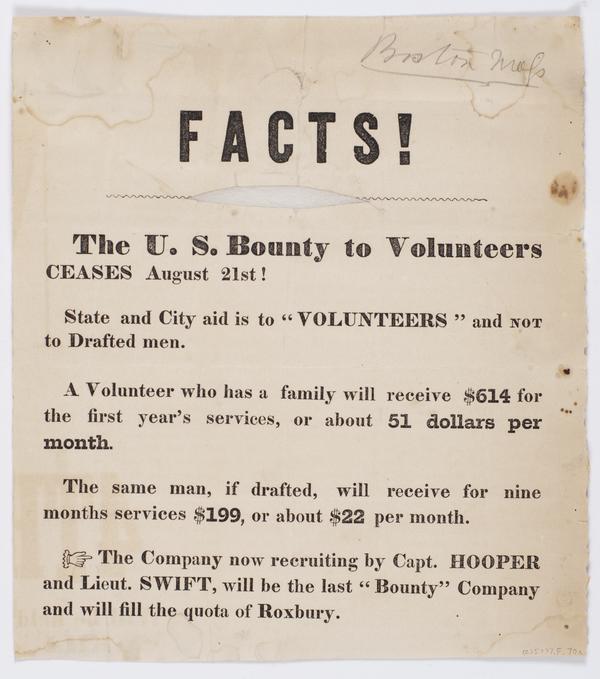 Boston Mass
FACTS!
The U. S. Bounty to Volunteers
CEASES August 21st!
State and City aid is to “ VOLUNTEERS ” and NOT
to Drafted men.
A Volunteer who has a family will receive $614 for
the first year’s services, or about 51 dollars per
month.
The same man, if drafted, will receive for nine
months services $199, or about $22 per month.
The Company now recruiting by Capt. HOOPER
and Lieut. SWIFT, will be the last “ Bounty” Company
and will fill the quota of Roxbury.